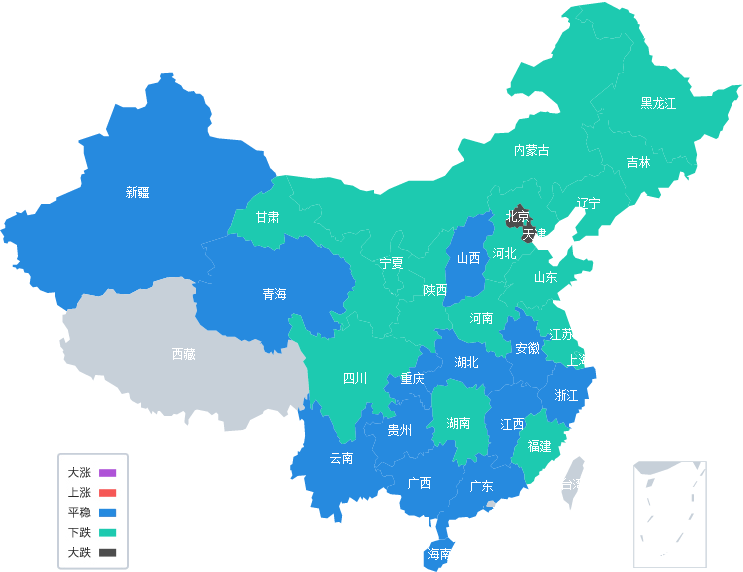 黑龙江
内蒙古
吉林
新疆
辽宁
甘肃
北京
天津
河北
山西
宁夏
山东
青海
陕西
河南
江苏
安徽
西藏
上海
湖北
四川
重庆
浙江
湖南
江西
贵州
福建
云南
广西
广东
台湾
海南
大涨
上涨
平稳
下跌
大跌